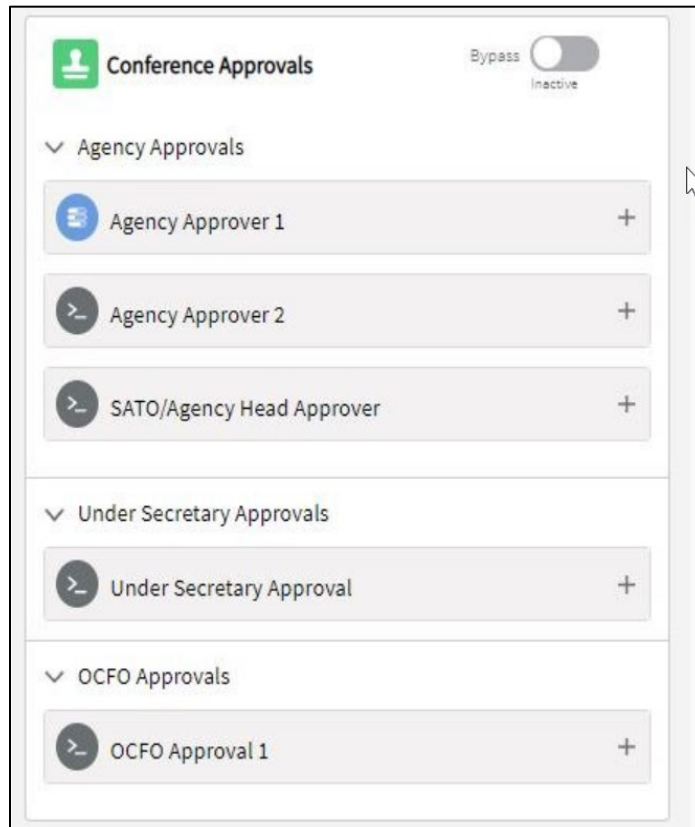 Conference Approvals
Bypass
Inactive
Agency Approvals
Agency Approver 1
Agency Approver 2
SATO/Agency Head Approver
Under Secretary Approvals
Under Secretary Approval
OCFO Approvals
OCFO Approval 1